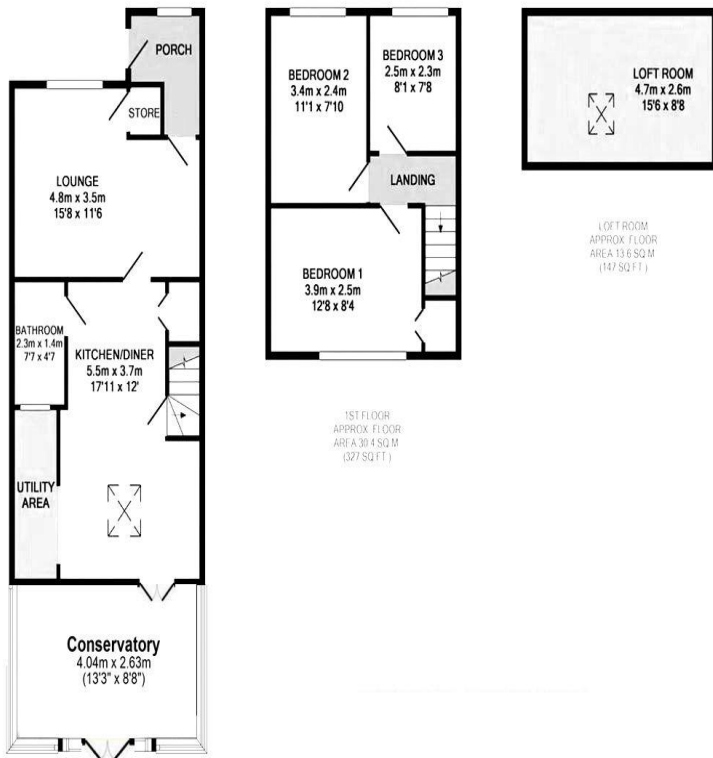 PORCH
STORE
LOUNGE
4.8m x 3.5m
15'8 x 11'6
BATHROOM
2.3m x 1.4m
7'7 x 4'7
KITCHEN/DINER
5.5m x 3.7m
17'11 x 12'
UTILITY
AREA
Conservatory
4.04m x 2.63m
(13'3" x 8'8")
BEDROOM 2
3.4m x 2.4m
11'1 x 7'10
BEDROOM 3
2.5m x 2.3m
8'1 x 7'8
LANDING
BEDROOM 1
3.9m x 2.5m
12'8 x 8'4
1ST FLOOR
APPROX. FLOOR
AREA 30.4 SQ.M
(327 SQ.FT.)
LOFT ROOM
4.7m x 2.6m
15'6 x 8'8
LOFT ROOM
APPROX. FLOOR
AREA 13.6 SQ.M
(147 SQ.FT.)